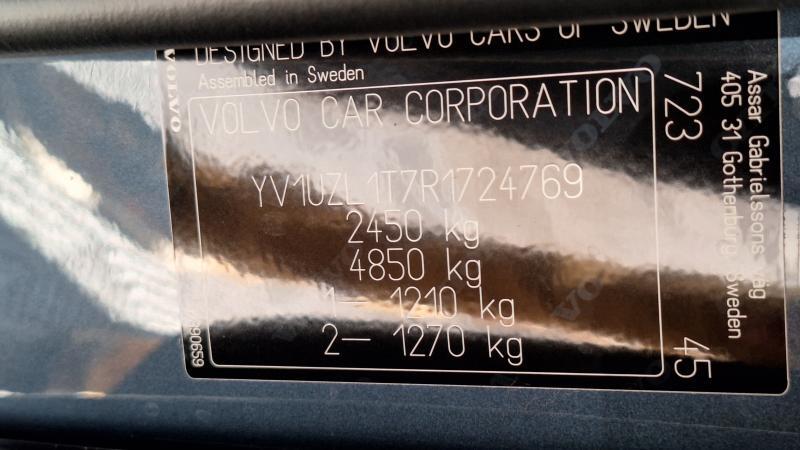 DESIGNED BY VOLVO CARS OF SWEDEN
Assembled in Sweden
VOLVO
VOLVO CAR CORPORATION
YV1UZL1T7R1724769
2450 kg
4850 kg
1— 1210 kg
2— 1270 kg
723
45
Assar Gabrielssons väg
405 31 Gothenburg Sweden
90659